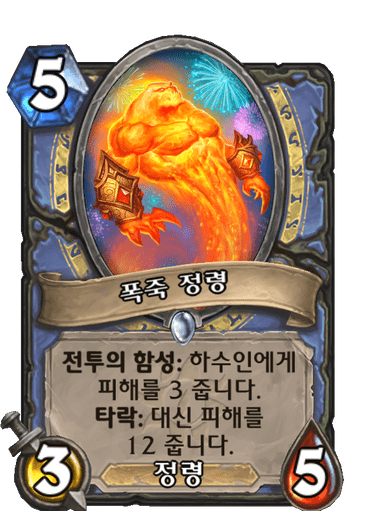 5
폭죽 정령
전투의 함성: 하수인에게
피해를 3 줍니다.
타락: 대신 피해를
12 줍니다.
정령
3
5